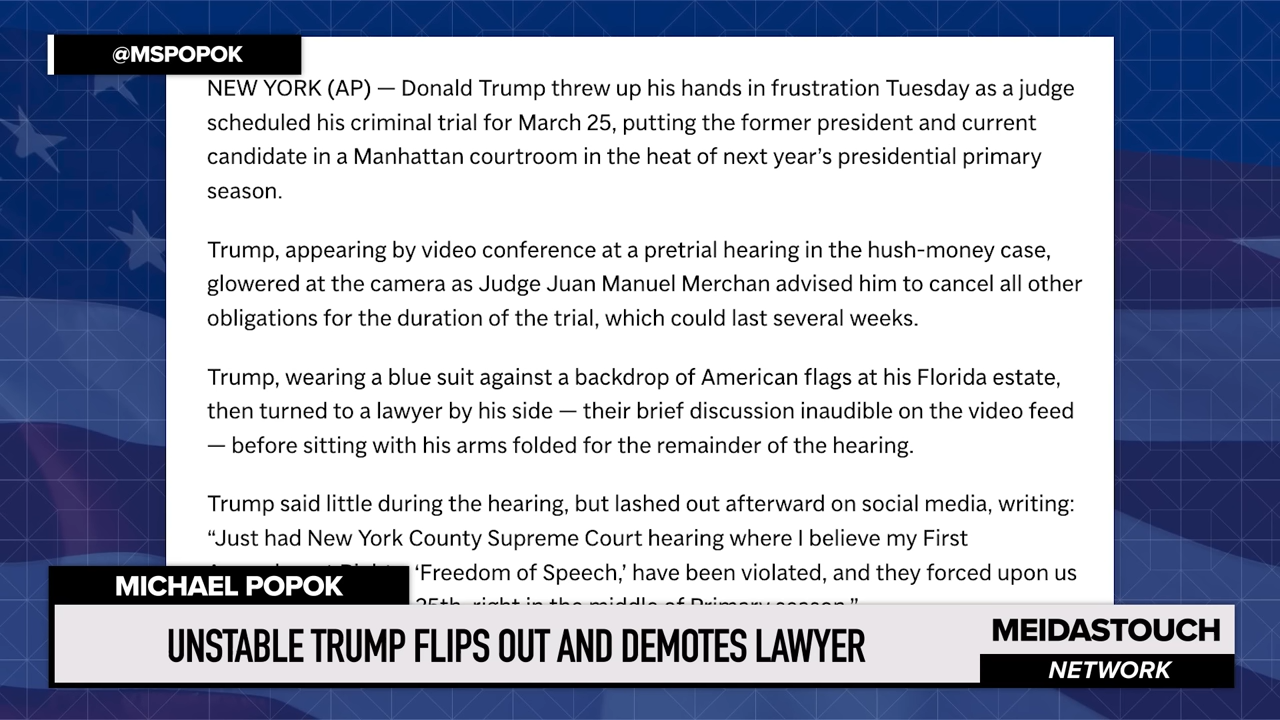 @MSPOPOK
NEW YORK (AP) — Donald Trump threw up his hands in frustration Tuesday as a judge
scheduled his criminal trial for March 25, putting the former president and current
candidate in a Manhattan courtroom in the heat of next year’s presidential primary
season.
Trump, appearing by video conference at a pretrial hearing in the hush-money case,
glowered at the camera as Judge Juan Manuel Merchan advised him to cancel all other
obligations for the duration of the trial, which could last several weeks.
Trump, wearing a blue suit against a backdrop of American flags at his Florida estate,
then turned to a lawyer by his side — their brief discussion inaudible on the video feed
— before sitting with his arms folded for the remainder of the hearing.
Trump said little during the hearing, but lashed out afterward on social media, writing:
“Just had New York County Supreme Court hearing where I believe my First
‘Freedom of Speech,’ have been violated, and they forced upon us
25th, right in the middle of Primary season.”
MICHAEL POPOK
UNSTABLE TRUMP FLIPS OUT AND DEMOTES LAWYER
MEIDASTOUCH
NETWORK